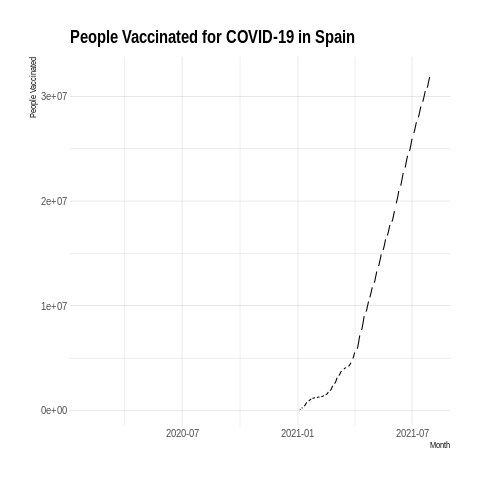 People Vaccinated for COVID-19 in Spain
People Vaccinated
3e+07
2e+07
1e+07
0e+00
2020-07
2021-01
2021-07
Month